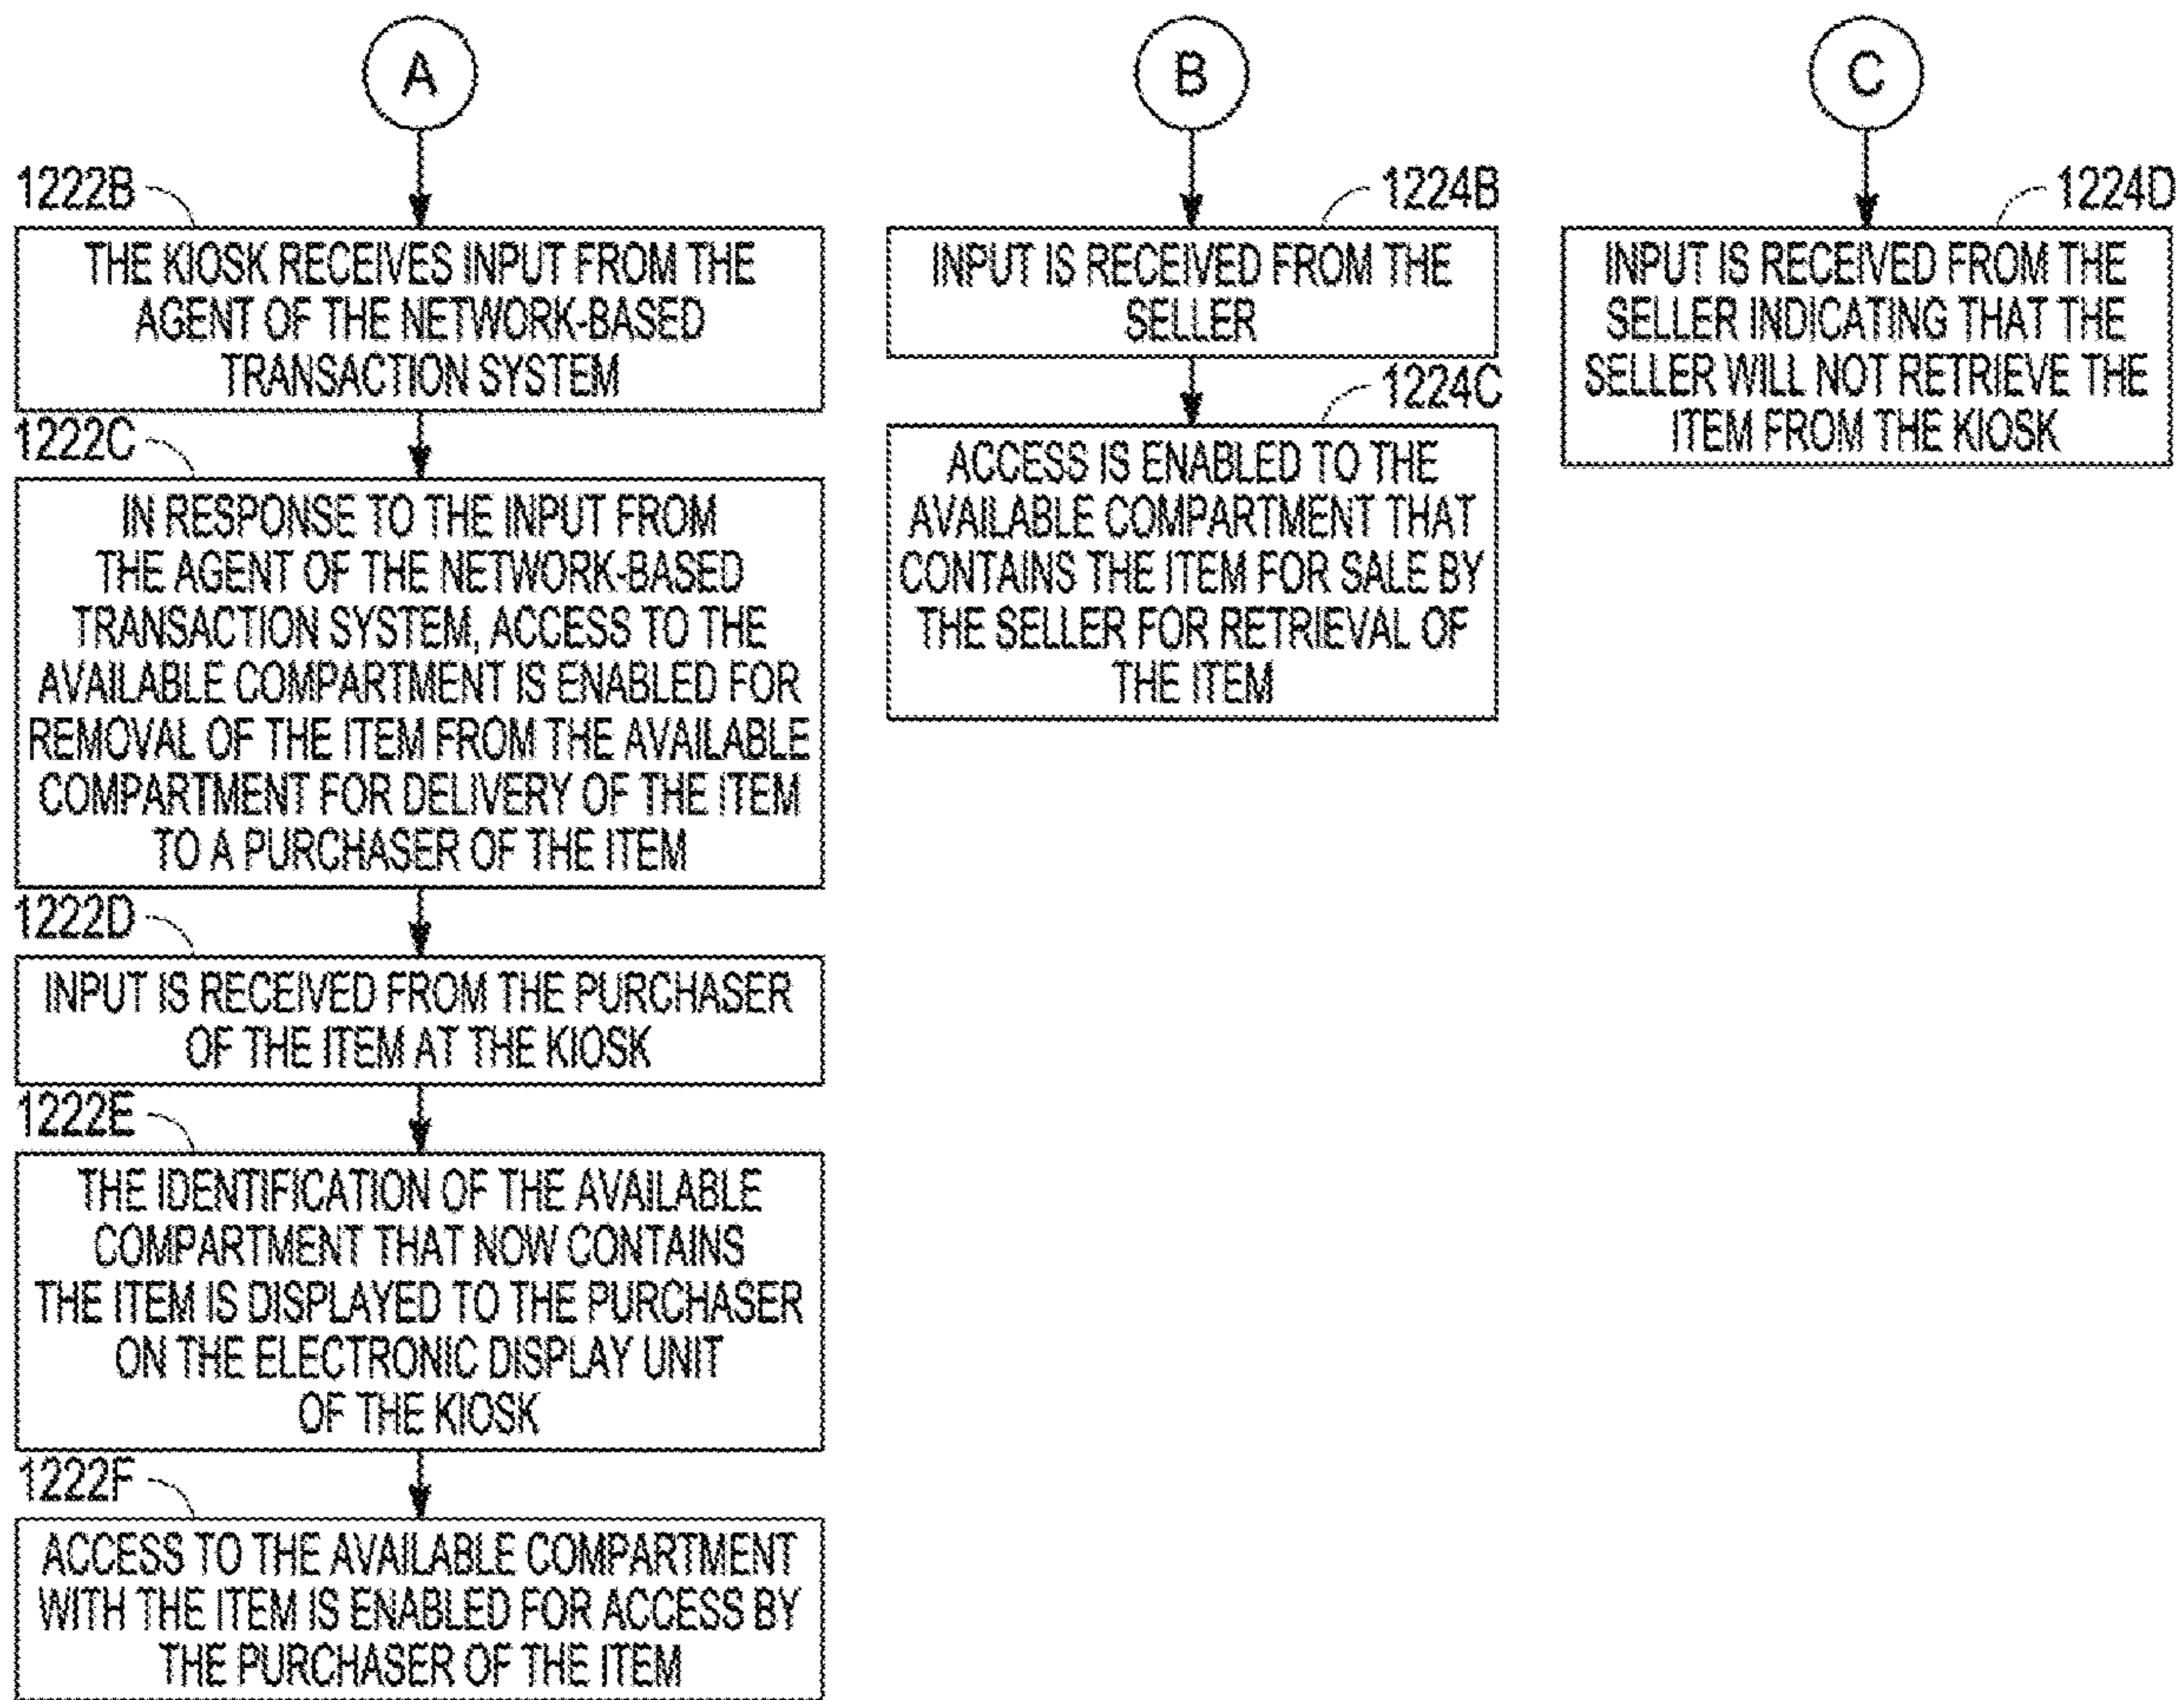 A
1222B
THE KIOSK RECEIVES INPUT FROM THE
AGENT OF THE NETWORK-BASED
TRANSACTION SYSTEM
1222C
IN RESPONSE TO THE INPUT FROM
THE AGENT OF THE NETWORK-BASED
TRANSACTION SYSTEM, ACCESS TO THE
AVAILABLE COMPARTMENT IS ENABLED FOR
REMOVAL OF THE ITEM FROM THE AVAILABLE
COMPARTMENT FOR DELIVERY OF THE ITEM
TO A PURCHASER OF THE ITEM
1222D
INPUT IS RECEIVED FROM THE PURCHASER
OF THE ITEM AT THE KIOSK
1222E
THE IDENTIFICATION OF THE AVAILABLE
COMPARTMENT THAT NOW CONTAINS
THE ITEM IS DISPLAYED TO THE PURCHASER
ON THE ELECTRONIC DISPLAY UNIT
OF THE KIOSK
1222F
ACCESS TO THE AVAILABLE COMPARTMENT
WITH THE ITEM IS ENABLED FOR ACCESS BY
THE PURCHASER OF THE ITEM
B
1224B
INPUT IS RECEIVED FROM THE
SELLER
1224C
ACCESS IS ENABLED TO THE
AVAILABLE COMPARTMENT THAT
CONTAINS THE ITEM FOR SALE BY
THE SELLER FOR RETRIEVAL OF
THE ITEM
C
1224D
INPUT IS RECEIVED FROM THE
SELLER INDICATING THAT THE
SELLER WILL NOT RETRIEVE THE
ITEM FROM THE KIOSK